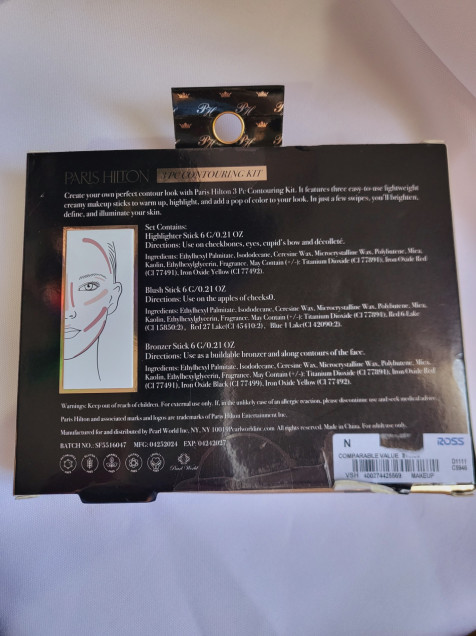 PARIS HILTON 3 PC CONTOURING KIT
Create your own perfect contour look with Paris Hilton 3 Pc Contouring Kit. It features three easy-to-use lightweight
creamy makeup sticks to warm up, highlight, and add a pop of color to your look. In just a few swipes, you'll brighten,
define, and illuminate your skin.
Set Contains:
Highlighter Stick 6 G/0.21 OZ
Directions: Use on cheekbones, eyes, cupid's bow and décolleté.
Ingredients: Ethylhexyl Palmitate, Isododecane, Ceresine Wax, Microcrystalline Wax, Polybutene, Mica,
Kaolin, Ethylhexylglycerin, Fragrance. May Contain (+/-): Titanium Dioxide (CI 77891), Iron Oxide Red
(CI 77491), Iron Oxide Yellow (CI 77492).
Blush Stick 6 G/0.21 OZ
Directions: Use on the apples of cheeks0.
Ingredients: Ethylhexyl Palmitate, Isododecane, Ceresine Wax, Microcrystalline Wax, Polybutene, Mica,
Kaolin, Ethylhexylglycerin, Fragrance. May Contain (+/-): Titanium Dioxide (CI 77891), Red 6 Lake
(CI 15850:2), Red 27 Lake(CI 45410:2), Blue 1 Lake(CI 42090:2).
Bronzer Stick 6 G/0.21 OZ
Directions: Use as a buildable bronzer and along contours of the face.
Ingredients: Ethylhexyl Palmitate, Isododecane, Ceresine Wax, Microcrystalline Wax, Polybutene, Mica,
Kaolin, Ethylhexylglycerin, Fragrance. May Contain (+/-): Titanium Dioxide (CI 77891), Iron Oxide Red
(CI 77491), Iron Oxide Black (CI 77499), Iron Oxide Yellow (CI 77492).
Warnings: Keep out of reach of children. For external use only. If, in the unlikely case of an allergic reaction, please discontinue use and seek medical advice.
Paris Hilton and associated marks and logos are trademarks of Paris Hilton Entertainment Inc.
Manufactured for and distributed by Pearl World Inc, NY, NY 10018 All rights reserved. Made in China. For adult use only.
BATCH NO.: SF5516047 MFG: 04252024 EXP: 04242027
Pearl World
N ROSS
COMPARABLE VALUE
D1111
MAKEUP